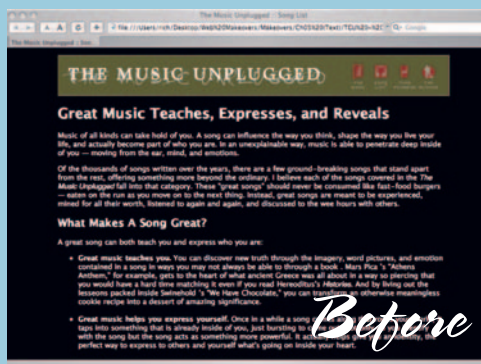 The Music Unplugged :: Song List
Google
The Music Unplugged :: Son
THE MUSIC UNPLUGGED
Great Music Teaches, Expresses, and Reveals
Music of all kinds can take hold of you. A song can influence the way you think, shape the way you live your
life, and actually become part of who you are. In an unexplainable way, music is able to penetrate deep inside
of you — moving from the ear, mind, and emotions.
Of the thousands of songs written over the years, there are a few ground-breaking songs that stand apart
from the rest, offering something more beyond the ordinary. I believe each of the songs covered in the The
Music Unplugged fall into that category. These "great songs" should never be consumed like fast-food burgers
— eaten on the run as you move on to the next thing. Instead, great songs are meant to be experienced,
mined for all their worth, listened to again and again, and discussed to the wee hours with others.
What Makes A Song Great?
A great song can both teach you and express who you are:
• Great music teaches you. You can discover new truth through the imagery, word pictures, and emotion
contained in a song in ways you may not always be able to through a book . Mars Pica 's "Athens
Anthem," for example, gets to the heart of what ancient Greece was all about in a way so piercing that
you would have a hard time matching it even if you read Hereoditus's Histories. And by living out the
lesseons packed inside Swinehold 's "We Have Chocolate," you can transform an otherwise meaningless
cookie recipe into a dessert of amazing significance.
• Great music helps you express yourself. Once in a while a song
taps into something that is already inside of you, just bursting to
with the song but the song acts as something more powerful. It
perfect way to express to others and yourself what's going on inside your heart.
Before